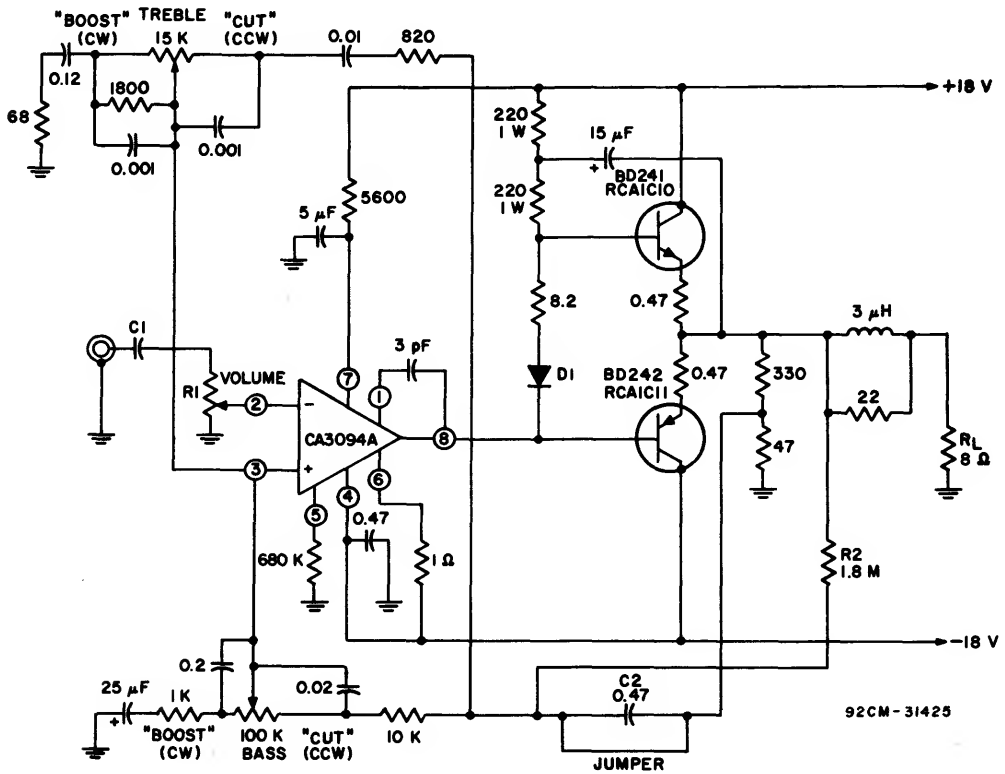 "BOOST" TREBLE "CUT"
(CW) 15 K (CCW)
0.01
820
0.12
1800
68
0.001
0.001
+18 V
220
1 W
15 µF
+
BD241
RCA1C10
5600
220
1 W
5 µF
8.2
0.47
3 µH
C1
3 pF
D1
BD242
RCA1C11
0.47
330
22
R1
VOLUME
2
7
1
−
CA3094A
8
47
RL
8 Ω
3
+
6
4
5
0.47
680 K
1 Ω
R2
1.8 M
−18 V
0.2
0.02
C2
0.47
25 µF
+
1 K
"BOOST"
(CW)
100 K
BASS
"CUT"
(CCW)
10 K
JUMPER
92CM-31425